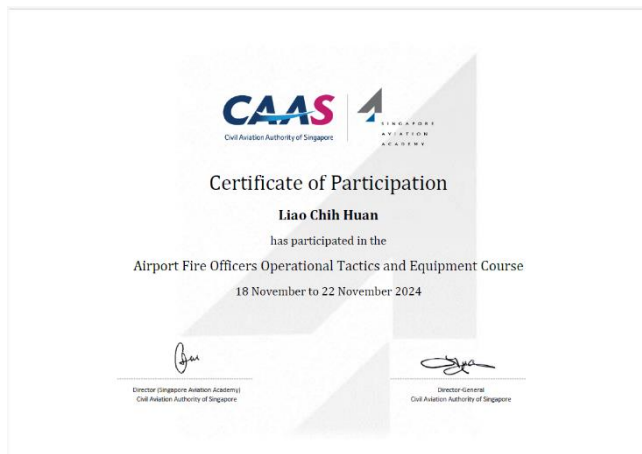 CAAS
Civil Aviation Authority of Singapore
SINGAPORE
AVIATION
ACADEMY
Certificate of Participation
Liao Chih Huan
has participated in the
Airport Fire Officers Operational Tactics and Equipment Course
18 November to 22 November 2024
Director (Singapore Aviation Academy)
Civil Aviation Authority of Singapore
Director-General
Civil Aviation Authority of Singapore